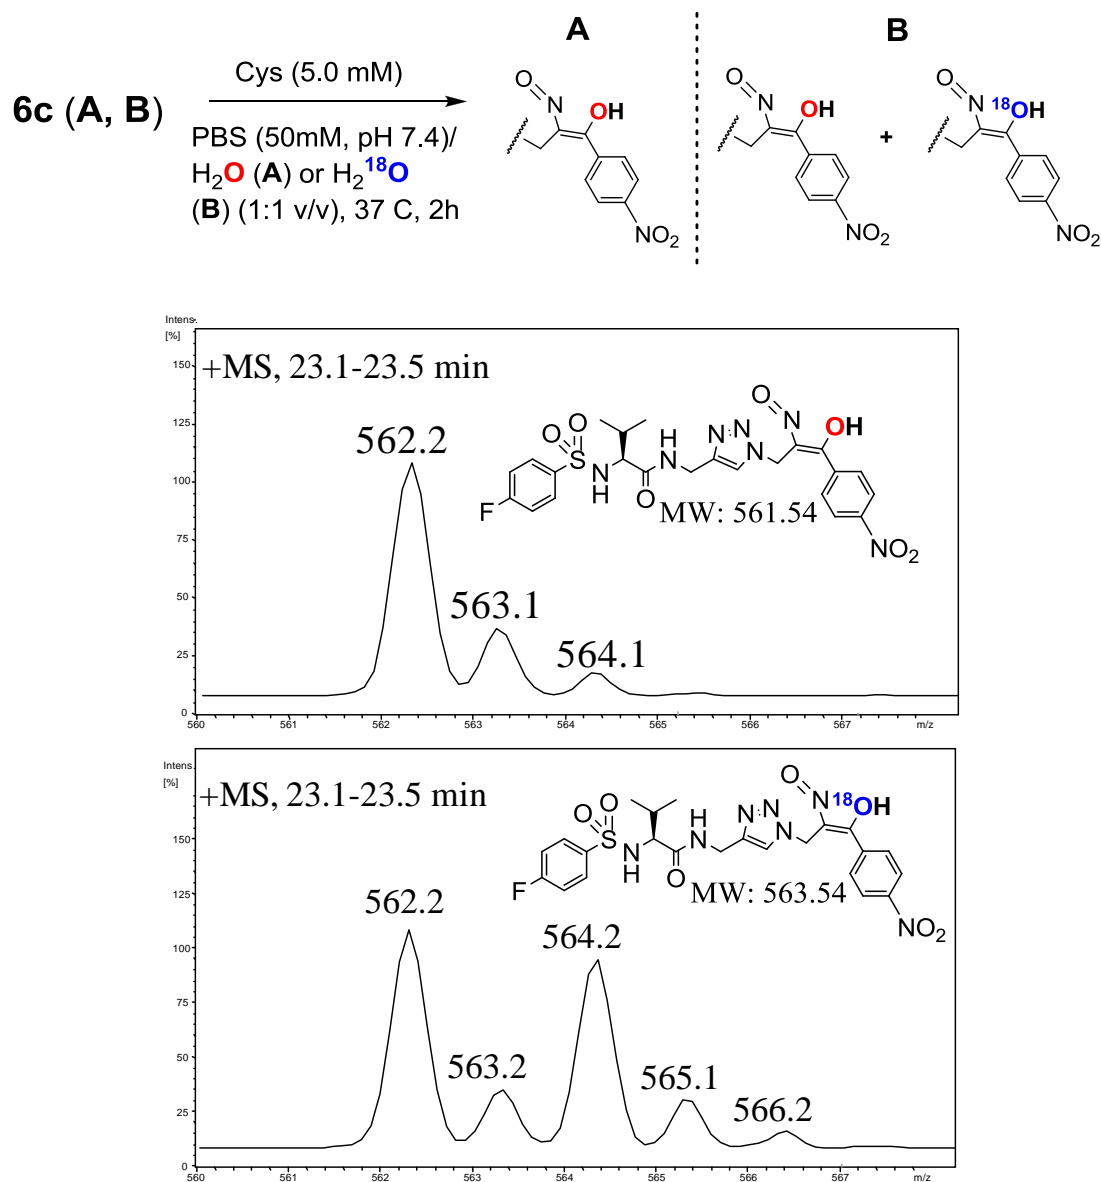 A
B
6c (A, B)
Cys (5.0 mM)
PBS (50mM, pH 7.4)/
H2O (A) or H2 18O
(B) (1:1 v/v), 37 C, 2h
O
N
OH
NO2
O
N
OH
NO2
+
O
N
18OH
NO2
Intens.
[%]
+MS, 23.1-23.5 min
150
125
100
75
50
25
0
562.2
563.1
564.1
O
N
OH
O O
S
N
H
H
N
O
N N
N
F
NO2
MW: 561.54
560 561 562 563 564 565 566 567 m/z
Intens.
[%]
+MS, 23.1-23.5 min
150
125
100
75
50
25
0
562.2
563.2
564.2
565.1
566.2
O
N
18OH
O O
S
N
H
H
N
O
N N
N
F
NO2
MW: 563.54
560 561 562 563 564 565 566 567 m/z